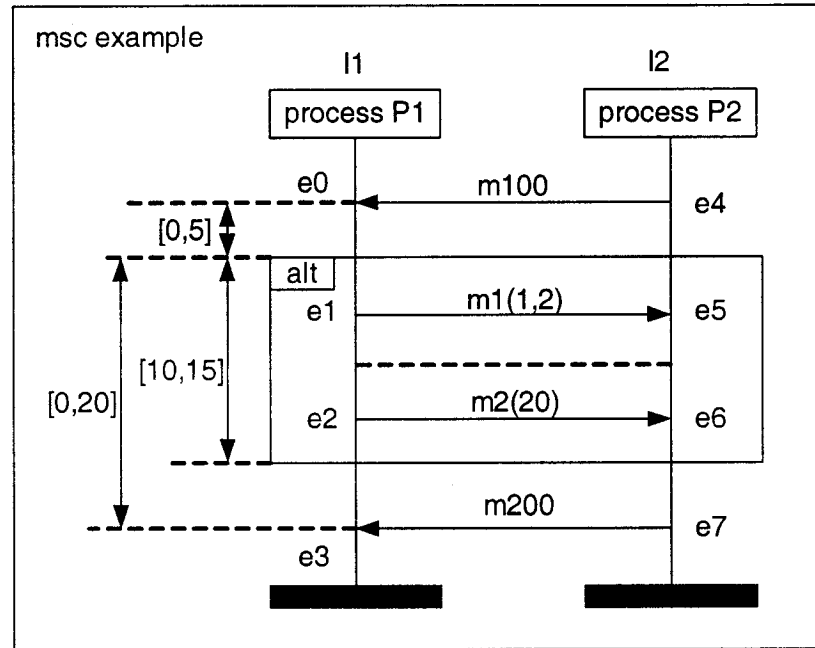 msc example
I1
I2
process P1
process P2
e0
m100
e4
[0,5]
alt
e1
m1(1,2)
e5
[10,15]
[0,20]
e2
m2(20)
e6
m200
e7
e3